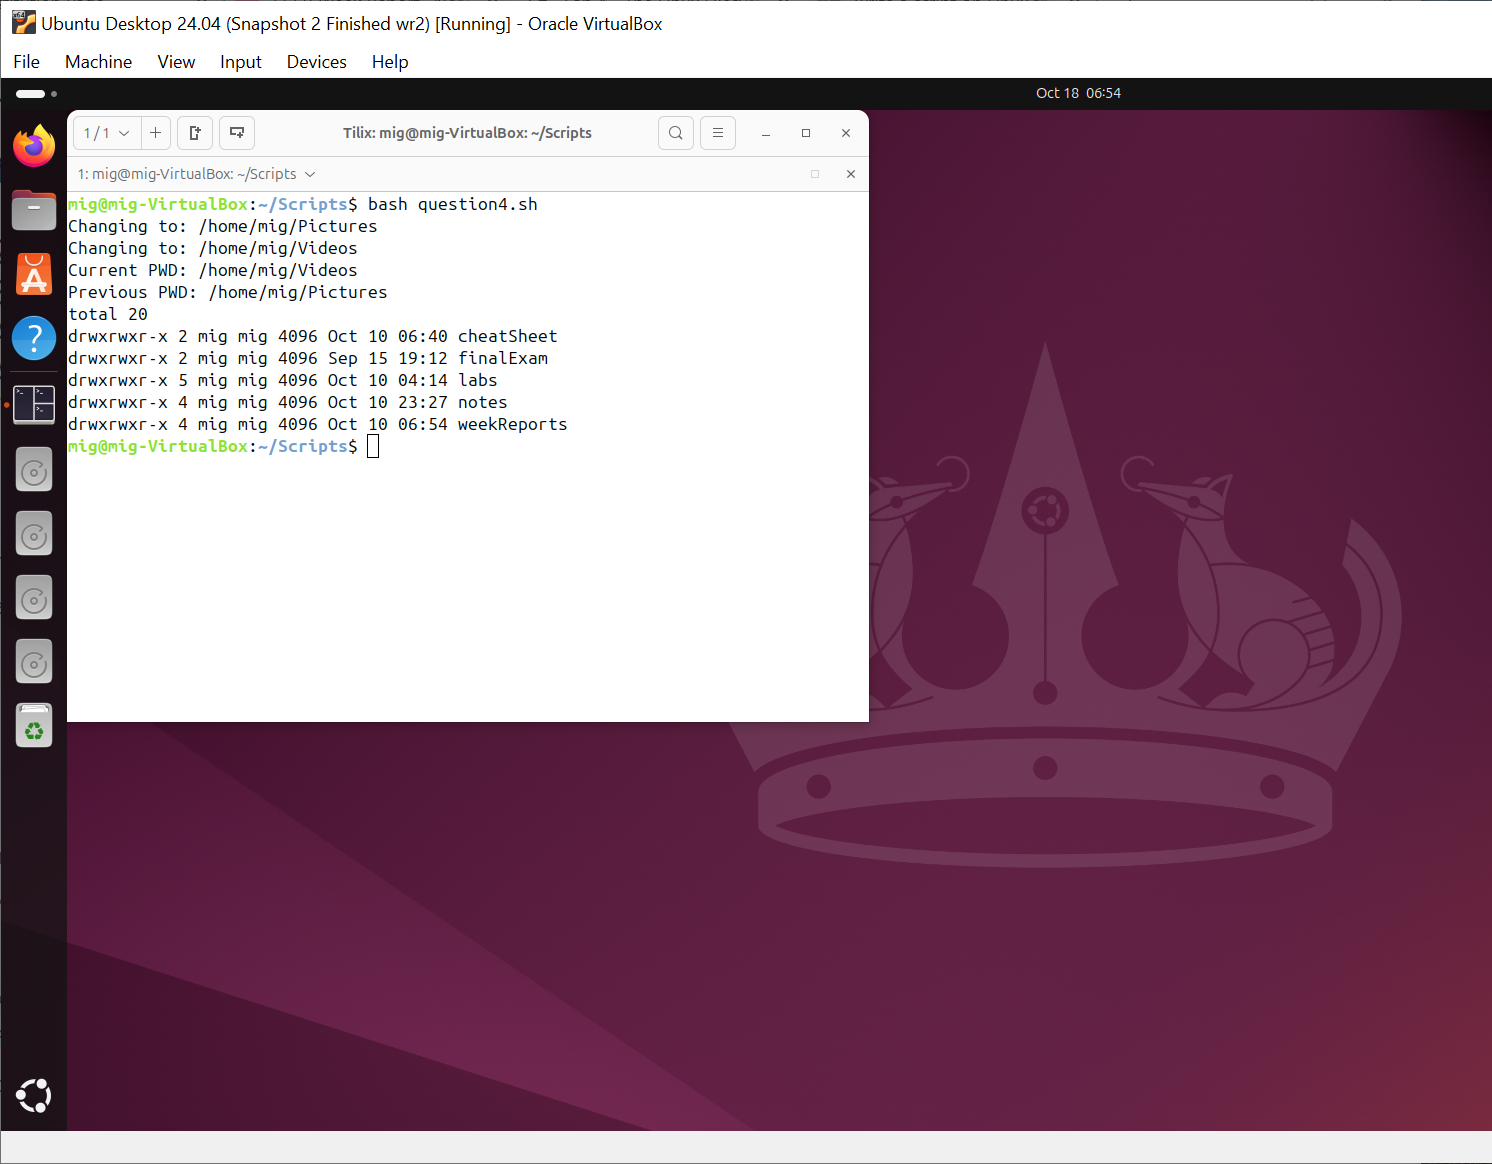 Ubuntu Desktop 24.04 (Snapshot 2 Finished wr2) [Running] - Oracle VirtualBox
File Machine View Input Devices Help
Oct 18 06:54
1 / 1 Tilix: mig@mig-VirtualBox: ~/Scripts
1: mig@mig-VirtualBox: ~/Scripts
mig@mig-VirtualBox:~/Scripts$ bash question4.sh
Changing to: /home/mig/Pictures
Changing to: /home/mig/Videos
Current PWD: /home/mig/Videos
Previous PWD: /home/mig/Pictures
total 20
drwxrwxr-x 2 mig mig 4096 Oct 10 06:40 cheatSheet
drwxrwxr-x 2 mig mig 4096 Sep 15 19:12 finalExam
drwxrwxr-x 5 mig mig 4096 Oct 10 04:14 labs
drwxrwxr-x 4 mig mig 4096 Oct 10 23:27 notes
drwxrwxr-x 4 mig mig 4096 Oct 10 06:54 weekReports
mig@mig-VirtualBox:~/Scripts$